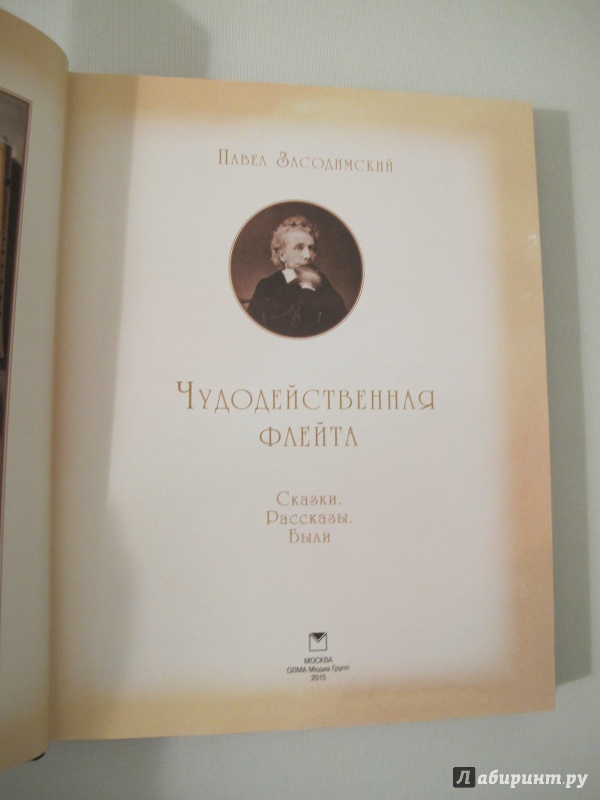 Павел Засодимский
Чудодейственная
флейта
Сказки.
Рассказы.
Были
МОСКВА
ОЛМА Медиа Групп
2015
Лабиринт.ру